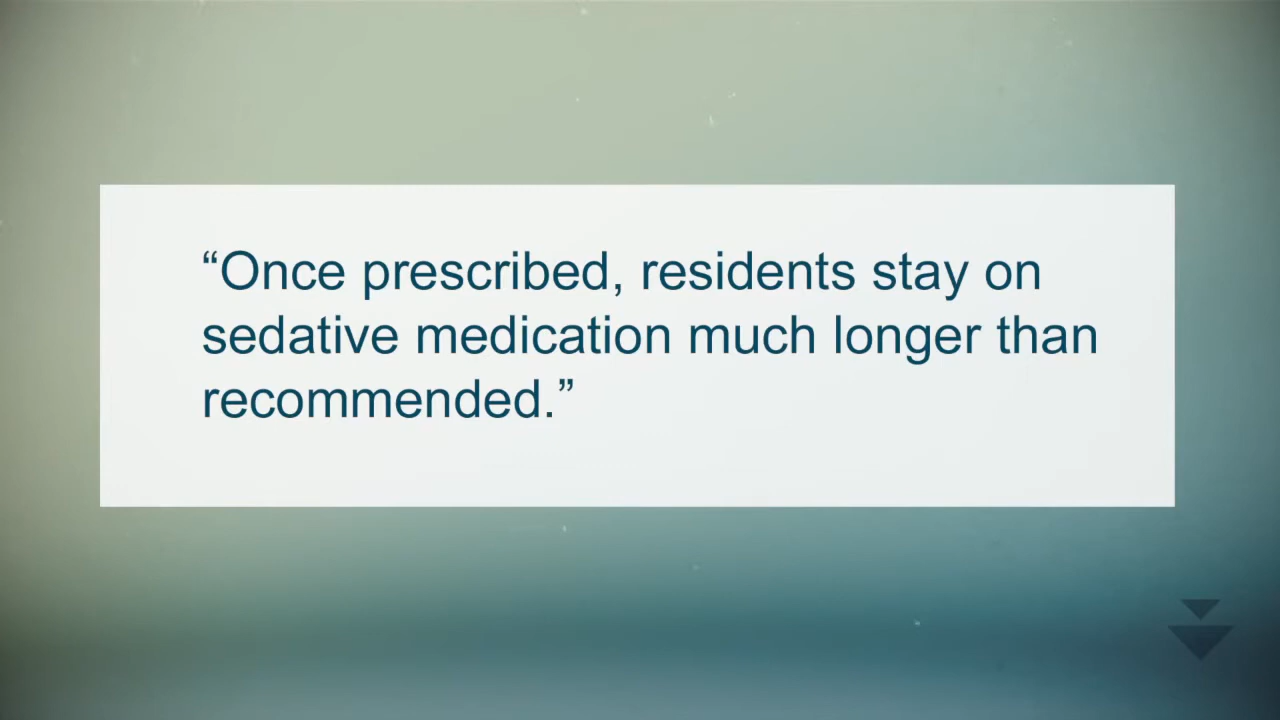 “Once prescribed, residents stay on
sedative medication much longer than
recommended.”